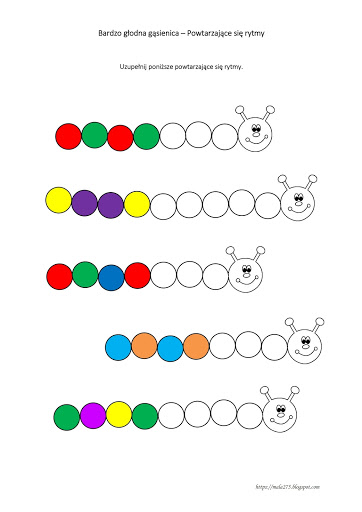 Bardzo głodna gąsienica – Powtarzające się rytmy
Uzupełnij poniższe powtarzające się rytmy.
https://mala275.blogspot.com